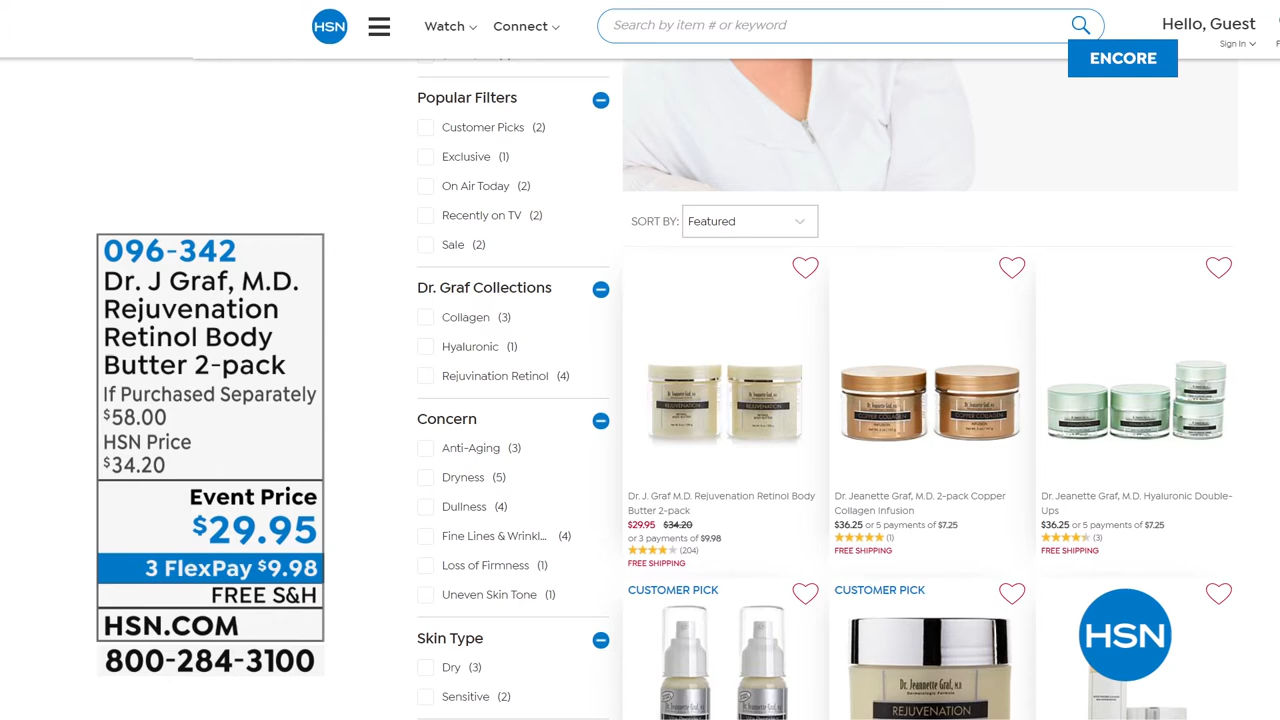 HSN
Watch
Connect
Search by item # or keyword
Hello, Guest
Sign In
ENCORE
096-342
Dr. J Graf, M.D.
Rejuvenation
Retinol Body
Butter 2-pack
If Purchased Separately
$58.00
HSN Price
$34.20
Event Price
$29.95
3 FlexPay $9.98
FREE S&H
HSN.COM
800-284-3100
Popular Filters
Customer Picks (2)
Exclusive (1)
On Air Today (2)
Recently on TV (2)
Sale (2)
Dr. Graf Collections
Collagen (3)
Hyaluronic (1)
Rejuvination Retinol (4)
Concern
Anti-Aging (3)
Dryness (5)
Dullness (4)
Fine Lines & Wrinkl... (4)
Loss of Firmness (1)
Uneven Skin Tone (1)
Skin Type
Dry (3)
Sensitive (2)
SORT BY: Featured
REJUVENATION
REJUVENATION
Dr. J. Graf M.D. Rejuvenation Retinol Body
Butter 2-pack
$29.95 $34.20
or 3 payments of $9.98
(204)
FREE SHIPPING
COPPER COLLAGEN
COPPER COLLAGEN
Dr. Jeanette Graf, M.D. 2-pack Copper
Collagen Infusion
$36.25 or 5 payments of $7.25
(1)
FREE SHIPPING
Dr. Jeanette Graf, M.D. Hyaluronic Double-
Ups
$36.25 or 5 payments of $7.25
(3)
FREE SHIPPING
CUSTOMER PICK
CUSTOMER PICK
Dr. Jeannette Graf, M.D.
REJUVENATION
HSN